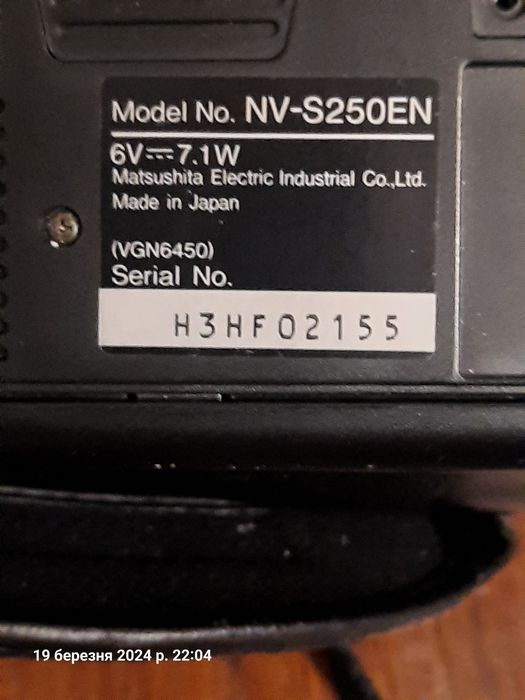 Model No. NV-S250EN
6V⎓7.1W
Matsushita Electric Industrial Co.,Ltd.
Made in Japan
(VGN6450)
Serial No.
H3HF02155
19 березня 2024 р. 22:04